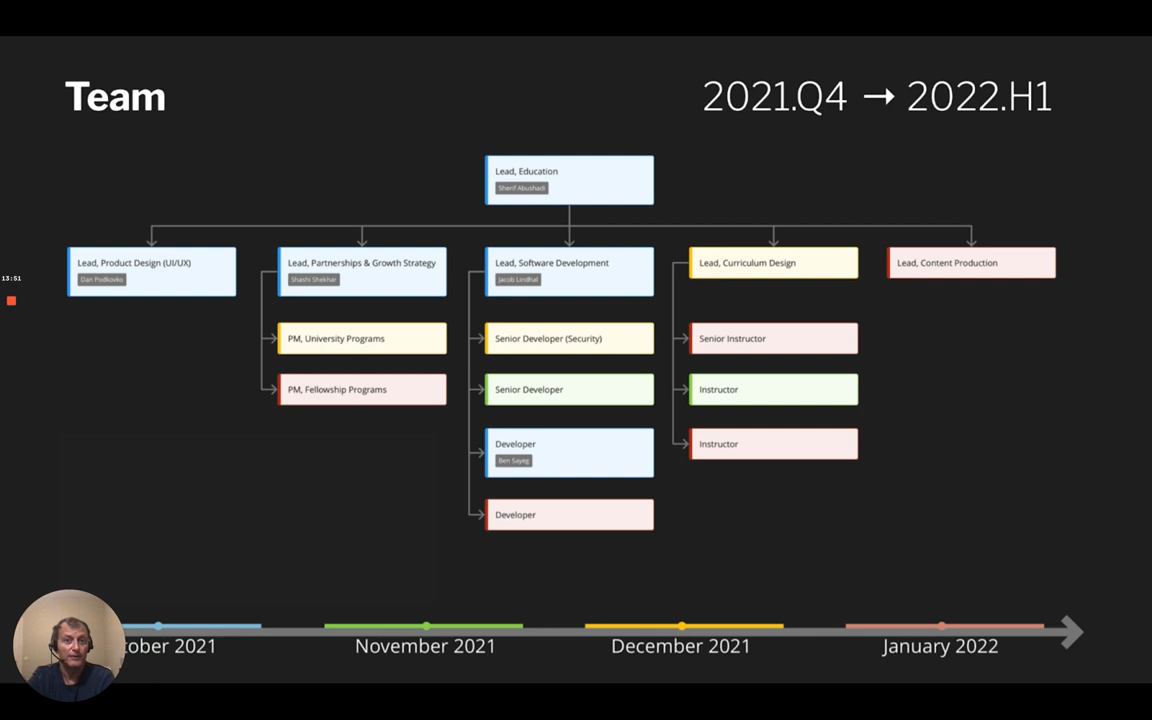 Team
2021.Q4 → 2022.H1
Lead, Education
Sherif Abushadi
Lead, Product Design (UI/UX)
Dan Podkovko
Lead, Partnerships & Growth Strategy
Shashi Shekhar
Lead, Software Development
Jacob Lindhal
Lead, Curriculum Design
Lead, Content Production
13:51
PM, University Programs
Senior Developer (Security)
Senior Instructor
PM, Fellowship Programs
Senior Developer
Instructor
Developer
Ben Sayeg
Instructor
Developer
tober 2021
November 2021
December 2021
January 2022